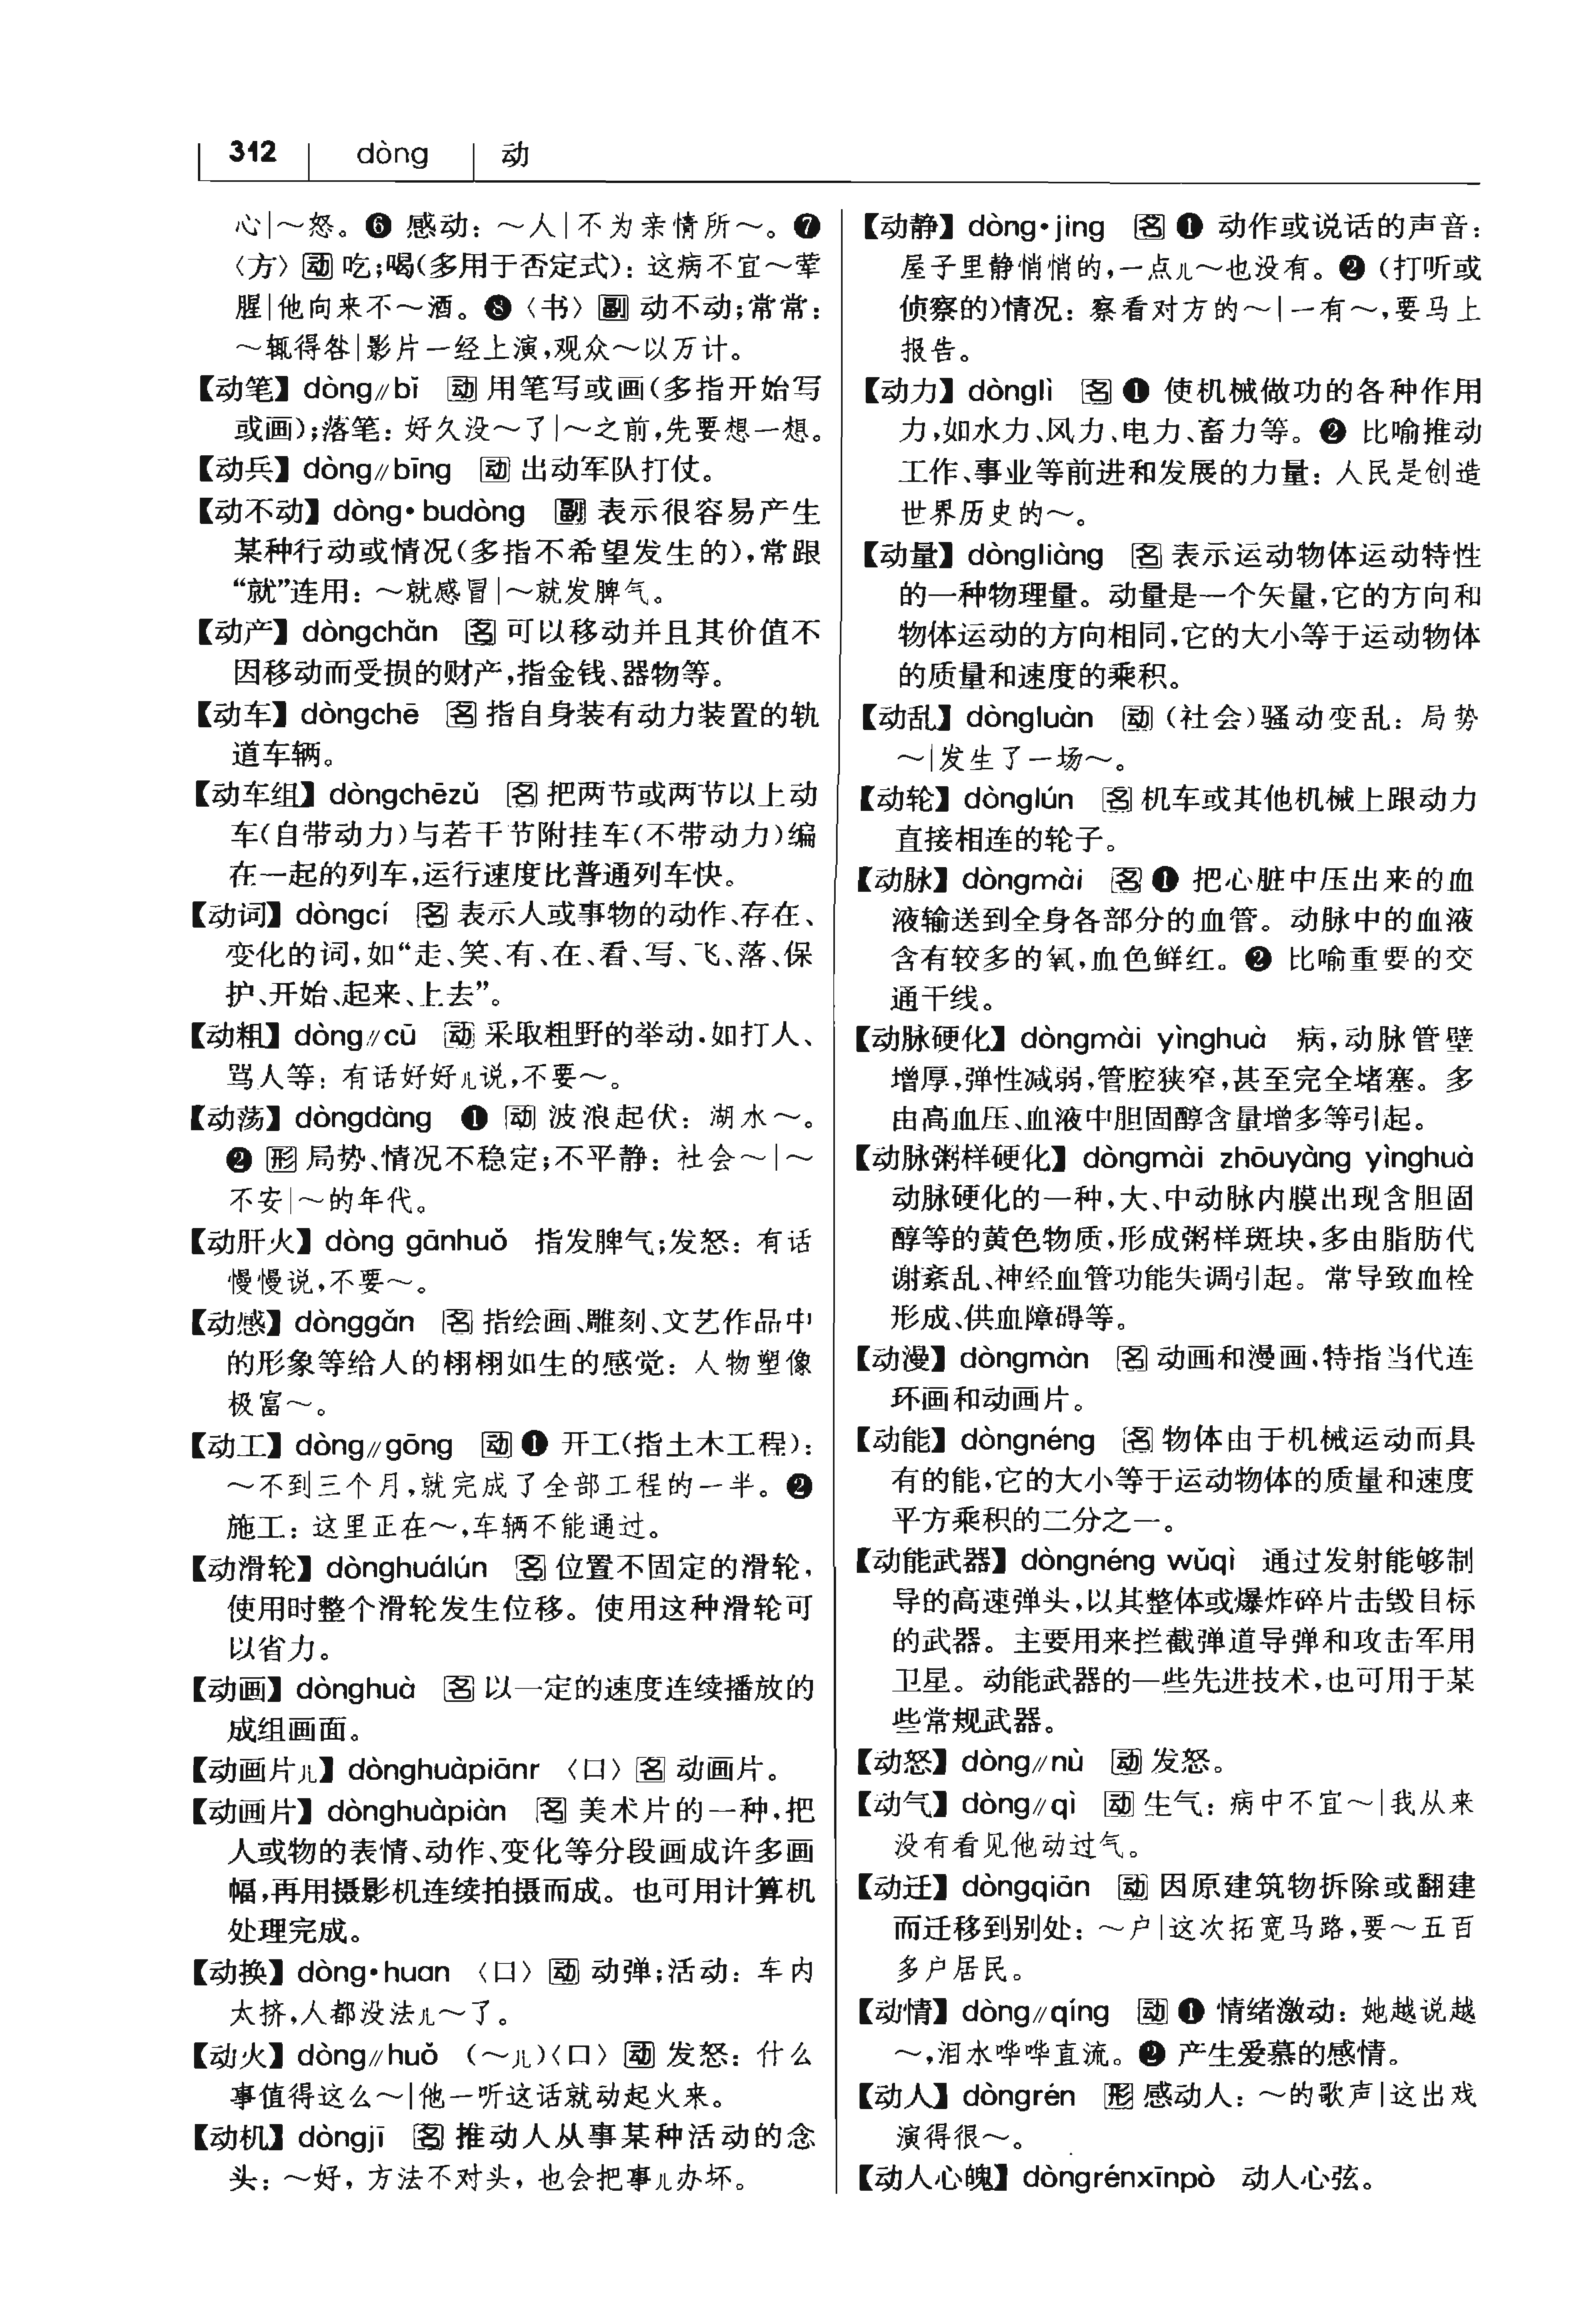 312 dòng 动
心|～怒。❻ 感动：～人|不为亲情所～。❼
〈方〉动 吃;喝(多用于否定式)：这病不宜～荤
腥|他向来不～酒。❽〈书〉副 动不动;常常：
～辄得咎|影片一经上演,观众～以万计。
【动笔】dòng∥bǐ 动 用笔写或画(多指开始写
或画);落笔：好久没～了|～之前,先要想一想。
【动兵】dòng∥bīng 动 出动军队打仗。
【动不动】dòng•budòng 副 表示很容易产生
某种行动或情况(多指不希望发生的),常跟
“就”连用：～就感冒|～就发脾气。
【动产】dòngchǎn 名 可以移动并且其价值不
因移动而受损的财产,指金钱、器物等。
【动车】dòngchē 名 指自身装有动力装置的轨
道车辆。
【动车组】dòngchēzǔ 名 把两节或两节以上动
车(自带动力)与若干节附挂车(不带动力)编
在一起的列车,运行速度比普通列车快。
【动词】dòngcí 名 表示人或事物的动作、存在、
变化的词,如“走、笑、有、在、看、写、飞、落、保
护、开始、起来、上去”。
【动粗】dòng∥cū 动 采取粗野的举动,如打人、
骂人等：有话好好儿说,不要～。
【动荡】dòngdàng ❶ 动 波浪起伏：湖水～。
❷ 形 局势、情况不稳定;不平静：社会～|～
不安|～的年代。
【动肝火】dòng gānhuǒ 指发脾气;发怒：有话
慢慢说,不要～。
【动感】dònggǎn 名 指绘画、雕刻、文艺作品中
的形象等给人的栩栩如生的感觉：人物塑像
极富～。
【动工】dòng∥gōng 动 ❶ 开工(指土木工程)：
～不到三个月,就完成了全部工程的一半。❷
施工：这里正在～,车辆不能通过。
【动滑轮】dònghuálún 名 位置不固定的滑轮,
使用时整个滑轮发生位移。使用这种滑轮可
以省力。
【动画】dònghuà 名 以一定的速度连续播放的
成组画面。
【动画片儿】dònghuàpiānr 〈口〉名 动画片。
【动画片】dònghuàpiàn 名 美术片的一种,把
人或物的表情、动作、变化等分段画成许多画
幅,再用摄影机连续拍摄而成。也可用计算机
处理完成。
【动换】dòng•huan 〈口〉动 动弹;活动：车内
太挤,人都没法儿～了。
【动火】dòng∥huǒ (～儿)〈口〉动 发怒：什么
事值得这么～|他一听这话就动起火来。
【动机】dòngjī 名 推动人从事某种活动的念
头：～好,方法不对头,也会把事儿办坏。
【动静】dòng•jing 名 ❶ 动作或说话的声音：
屋子里静悄悄的,一点儿～也没有。❷ (打听或
侦察的)情况：察看对方的～|一有～,要马上
报告。
【动力】dònglì 名 ❶ 使机械做功的各种作用
力,如水力、风力、电力、畜力等。❷ 比喻推动
工作、事业等前进和发展的力量：人民是创造
世界历史的～。
【动量】dòngliàng 名 表示运动物体运动特性
的一种物理量。动量是一个矢量,它的方向和
物体运动的方向相同,它的大小等于运动物体
的质量和速度的乘积。
【动乱】dòngluàn 动 (社会)骚动变乱：局势
～|发生了一场～。
【动轮】dònglún 名 机车或其他机械上跟动力
直接相连的轮子。
【动脉】dòngmài 名 ❶ 把心脏中压出来的血
液输送到全身各部分的血管。动脉中的血液
含有较多的氧,血色鲜红。❷ 比喻重要的交
通干线。
【动脉硬化】dòngmài yìnghuà 病,动脉管壁
增厚,弹性减弱,管腔狭窄,甚至完全堵塞。多
由高血压、血液中胆固醇含量增多等引起。
【动脉粥样硬化】dòngmài zhōuyàng yìnghuà
动脉硬化的一种,大、中动脉内膜出现含胆固
醇等的黄色物质,形成粥样斑块,多由脂肪代
谢紊乱、神经血管功能失调引起。常导致血栓
形成、供血障碍等。
【动漫】dòngmàn 名 动画和漫画,特指当代连
环画和动画片。
【动能】dòngnéng 名 物体由于机械运动而具
有的能,它的大小等于运动物体的质量和速度
平方乘积的二分之一。
【动能武器】dòngnéng wǔqì 通过发射能够制
导的高速弹头,以其整体或爆炸碎片击毁目标
的武器。主要用来拦截弹道导弹和攻击军用
卫星。动能武器的一些先进技术,也可用于某
些常规武器。
【动怒】dòng∥nù 动 发怒。
【动气】dòng∥qì 动 生气：病中不宜～|我从来
没有看见他动过气。
【动迁】dòngqiān 动 因原建筑物拆除或翻建
而迁移到别处：～户|这次拓宽马路,要～五百
多户居民。
【动情】dòng∥qíng 动 ❶ 情绪激动：她越说越
～,泪水哗哗直流。❷ 产生爱慕的感情。
【动人】dòngrén 形 感动人：～的歌声|这出戏
演得很～。
【动人心魄】dòngrénxīnpò 动人心弦。